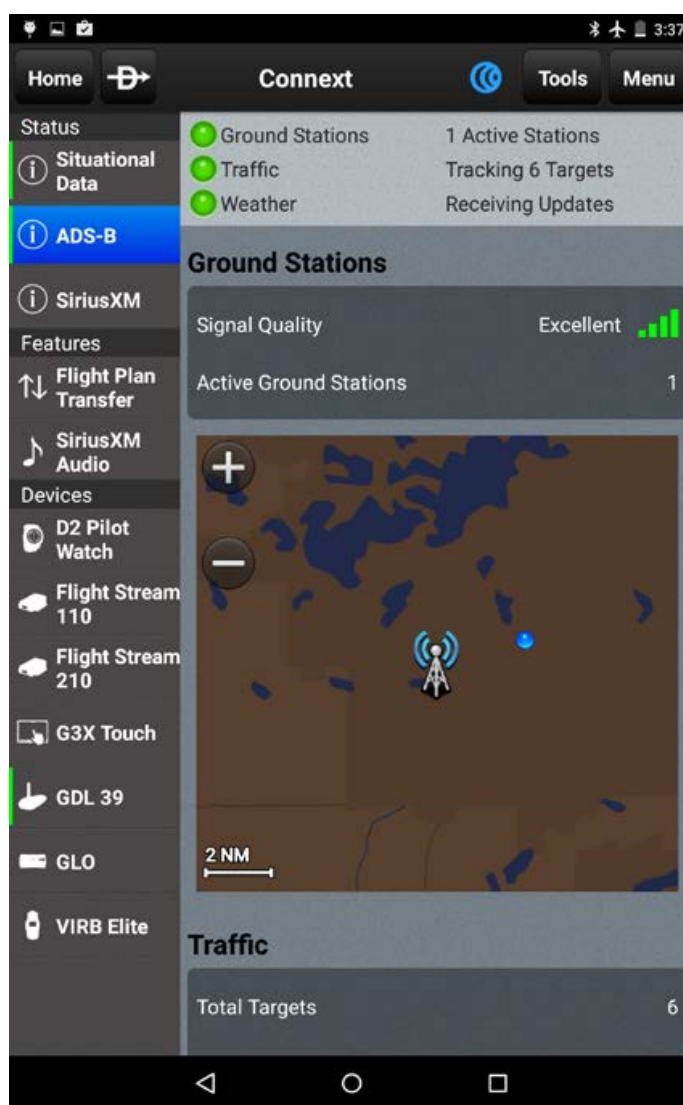 3:37
Home
Connext
Tools
Menu
Status
Situational
Data
ADS-B
SiriusXM
Features
Flight Plan
Transfer
SiriusXM
Audio
Devices
D2 Pilot
Watch
Flight Stream
110
Flight Stream
210
G3X Touch
GDL 39
GLO
VIRB Elite
Ground Stations 1 Active Stations
Traffic Tracking 6 Targets
Weather Receiving Updates
Ground Stations
Signal Quality Excellent
Active Ground Stations 1
2 NM
Traffic
Total Targets 6